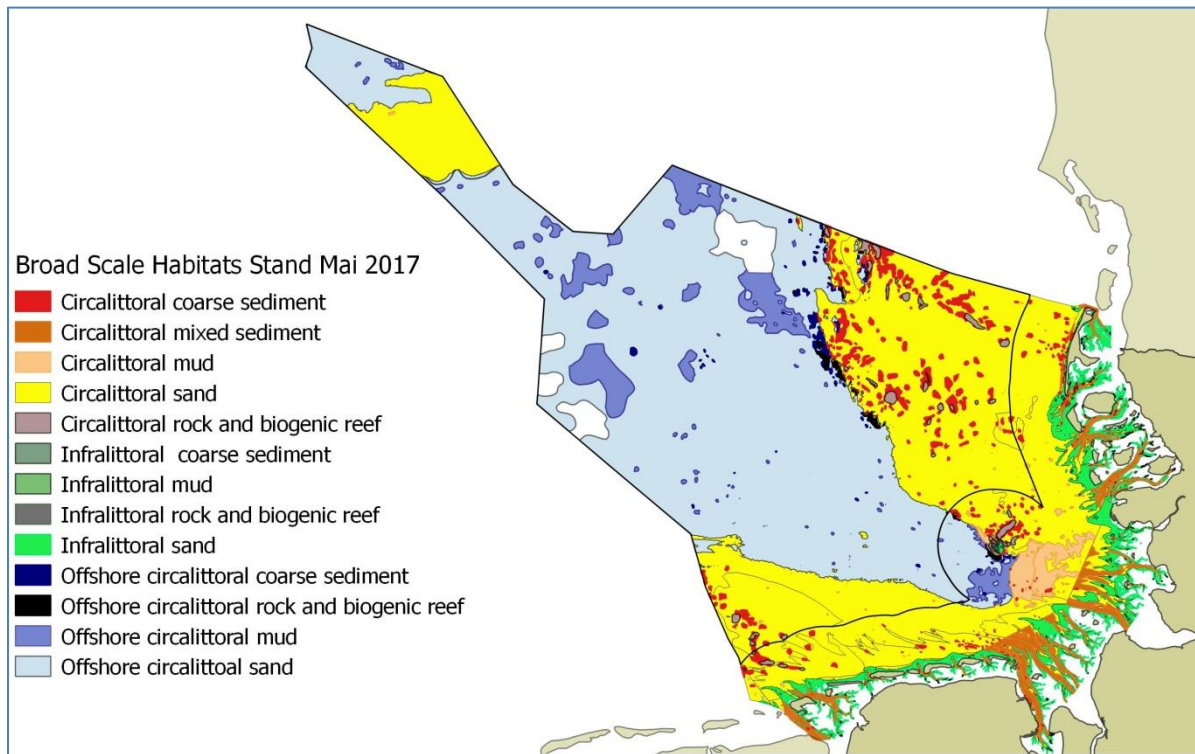 Broad Scale Habitats Stand Mai 2017
Circalittoral coarse sediment
Circalittoral mixed sediment
Circalittoral mud
Circalittoral sand
Circalittoral rock and biogenic reef
Infralittoral coarse sediment
Infralittoral mud
Infralittoral rock and biogenic reef
Infralittoral sand
Offshore circalittoral coarse sediment
Offshore circalittoral rock and biogenic reef
Offshore circalittoral mud
Offshore circalittoal sand